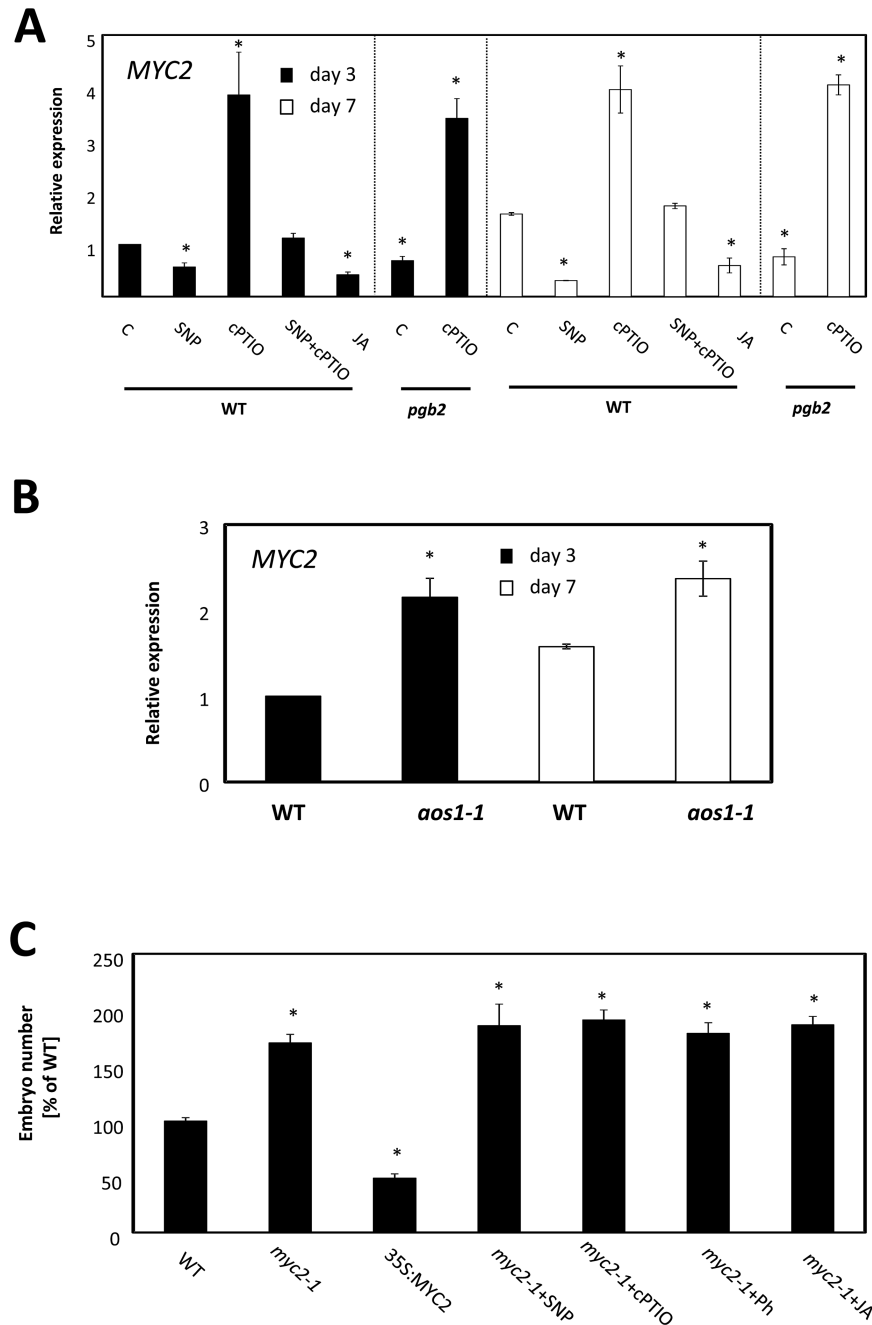 A
5
4
3
2
1
Relative expression
MYC2
day 3
day 7
*
*
*
*
*
*
*
*
*
*
C
SNP
cPTIO
SNP+cPTIO
JA
C
cPTIO
C
SNP
cPTIO
SNP+cPTIO
JA
C
cPTIO
WT
pgb2
WT
pgb2
B
3
2
1
0
Relative expression
MYC2
day 3
day 7
*
*
WT
aos1-1
WT
aos1-1
C
250
200
150
100
50
0
Embryo number
[% of WT]
*
*
*
*
*
*
WT
myc2-1
35S:MYC2
myc2-1+SNP
myc2-1+cPTIO
myc2-1+Ph
myc2-1+JA